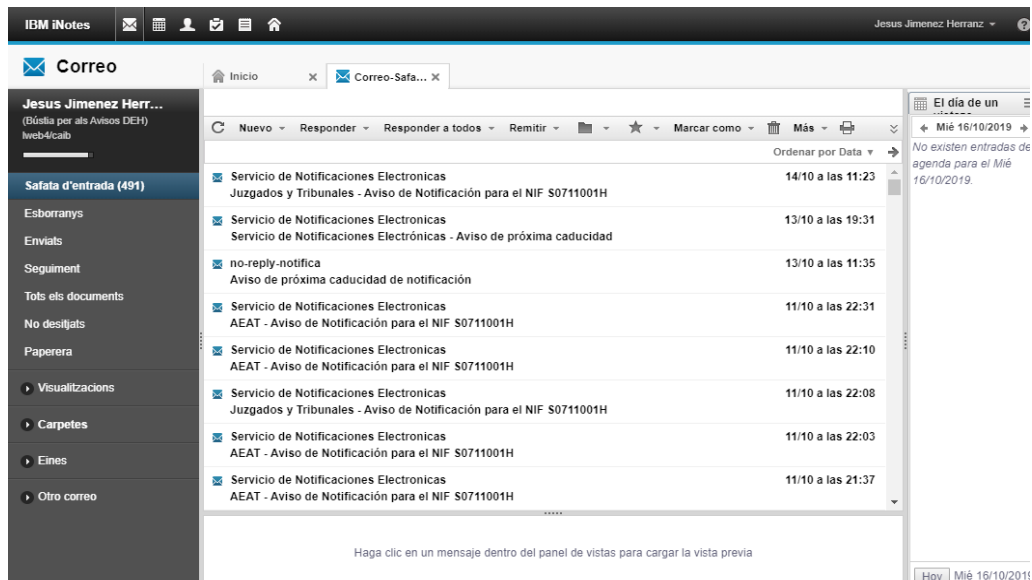 IBM iNotes
Jesus Jimenez Herranz
Correo
Inicio
Correo-Safa...
Jesus Jimenez Herr...
(Bústia per als Avisos DEH)
lweb4/caib
Safata d'entrada (491)
Esborranys
Enviats
Seguiment
Tots els documents
No desitjats
Paperera
Visualitzacions
Carpetes
Eines
Otro correo
Nuevo Responder Responder a todos Remitir Marcar como Más
Ordenar por Data
Servicio de Notificaciones Electronicas 14/10 a las 11:23
Juzgados y Tribunales - Aviso de Notificación para el NIF S0711001H
Servicio de Notificaciones Electronicas 13/10 a las 19:31
Servicio de Notificaciones Electrónicas - Aviso de próxima caducidad
no-reply-notifica 13/10 a las 11:35
Aviso de próxima caducidad de notificación
Servicio de Notificaciones Electronicas 11/10 a las 22:31
AEAT - Aviso de Notificación para el NIF S0711001H
Servicio de Notificaciones Electronicas 11/10 a las 22:10
AEAT - Aviso de Notificación para el NIF S0711001H
Servicio de Notificaciones Electronicas 11/10 a las 22:08
Juzgados y Tribunales - Aviso de Notificación para el NIF S0711001H
Servicio de Notificaciones Electronicas 11/10 a las 22:03
AEAT - Aviso de Notificación para el NIF S0711001H
Servicio de Notificaciones Electronicas 11/10 a las 21:37
AEAT - Aviso de Notificación para el NIF S0711001H
Haga clic en un mensaje dentro del panel de vistas para cargar la vista previa
El día de un
Mié 16/10/2019
No existen entradas de
agenda para el Mié
16/10/2019.
Hoy Mié 16/10/2019